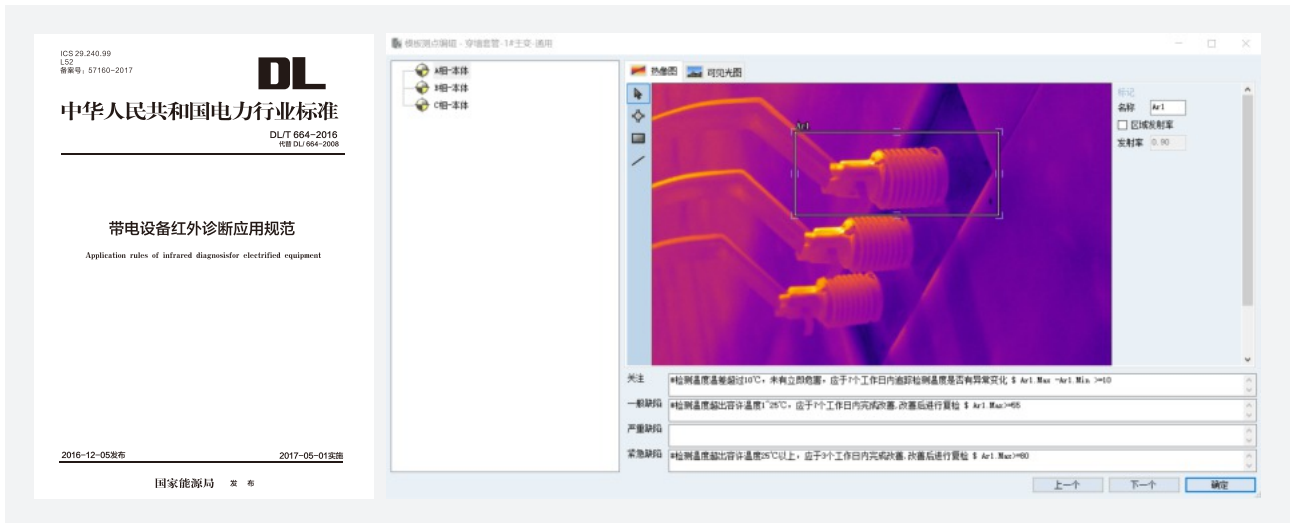 ICS 29.240.99
L52
备案号：57160-2017
DL
中华人民共和国电力行业标准
DL/T 664-2016
代替 DL/ 664-2008
带电设备红外诊断应用规范
Application rules of infrared diagnosisfor electrified equipment
2016-12-05发布 2017-05-01实施
国家能源局 发 布
模板测点编辑 - 穿墙套管-1#主变-通用
A相-本体
B相-本体
C相-本体
热像图 可见光图
Ar1
标记
名称 Ar1
区域发射率
发射率 0.90
关注 #检测温度温差超过10℃，未有立即危害，应于7个工作日内追踪检测温度是否有异常变化 $ Ar1.Max -Ar1.Min >=10
一般缺陷 #检测温度超出容许温度1~25℃，应于7个工作日内完成改善,改善后进行复检 $ Ar1.Max>=55
严重缺陷
紧急缺陷 #检测温度超出容许温度25℃以上，应于3个工作日内完成改善,改善后进行复检 $ Ar1.Max>=80
上一个 下一个 确定